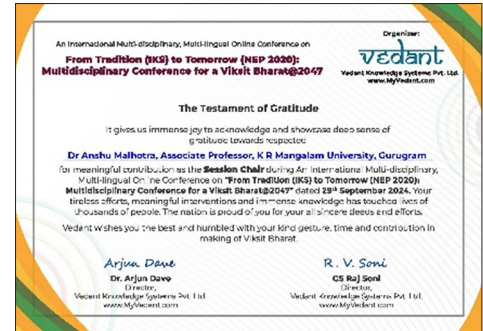 An International Multi-disciplinary, Multi-lingual Online Conference on
From Tradition (IKS) to Tomorrow (NEP 2020):
Multidisciplinary Conference for a Viksit Bharat@2047
Organizer:
vedant
Vedant Knowledge Systems Pvt. Ltd.
www.MyVedant.com
The Testament of Gratitude
It gives us immense joy to acknowledge and showcase deep sense of
gratitude towards respected
Dr Anshu Malhotra, Associate Professor, K R Mangalam University, Gurugram
for meaningful contribution as the Session Chair during An International Multi-disciplinary,
Multi-lingual Online Conference on "From Tradition (IKS) to Tomorrow (NEP 2020):
Multidisciplinary Conference for a Viksit Bharat@2047" dated 29th September 2024. Your
tireless efforts, meaningful interventions and immense knowledge has touched lives of
thousands of people. The nation is proud of you for your all sincere deeds and efforts.
Vedant wishes you the best and humbled with your kind gesture, time and contribution in
making of Viksit Bharat.
Arjun Dave
Dr. Arjun Dave
Director,
Vedant Knowledge Systems Pvt. Ltd
www.MyVedant.com
R. V. Soni
CS Raj Soni
Director,
Vedant Knowledge Systems Pvt. Ltd.
www.MyVedant.com